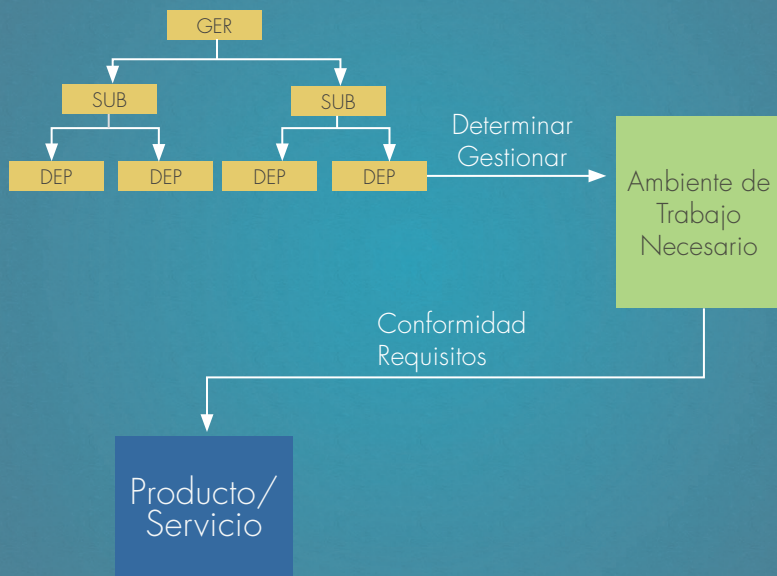 GER
SUB
SUB
DEP
DEP
DEP
DEP
Determinar
Gestionar
Ambiente de
Trabajo
Necesario
Conformidad
Requisitos
Producto/
Servicio